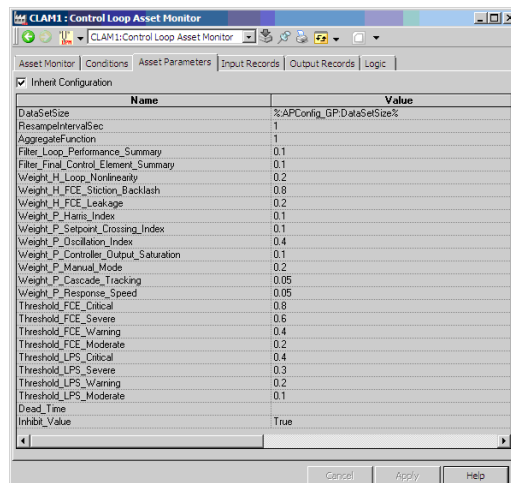 CLAM1 : Control Loop Asset Monitor
CLAM1:Control Loop Asset Monitor
Asset Monitor Conditions Asset Parameters Input Records Output Records Logic
Inherit Configuration
Name Value
DataSetSize %:APConfig_GP:DataSetSize%
ResampeIntervalSec 1
AggregateFunction 1
Filter_Loop_Performance_Summary 0.1
Filter_Final_Control_Element_Summary 0.1
Weight_H_Loop_Nonlinearity 0.2
Weight_H_FCE_Stiction_Backlash 0.8
Weight_H_FCE_Leakage 0.2
Weight_P_Harris_Index 0.1
Weight_P_Setpoint_Crossing_Index 0.1
Weight_P_Oscillation_Index 0.4
Weight_P_Controller_Output_Saturation 0.1
Weight_P_Manual_Mode 0.2
Weight_P_Cascade_Tracking 0.05
Weight_P_Response_Speed 0.05
Threshold_FCE_Critical 0.8
Threshold_FCE_Severe 0.6
Threshold_FCE_Warning 0.4
Threshold_FCE_Moderate 0.2
Threshold_LPS_Critical 0.4
Threshold_LPS_Severe 0.3
Threshold_LPS_Warning 0.2
Threshold_LPS_Moderate 0.1
Dead_Time
Inhibit_Value True
Cancel Apply Help